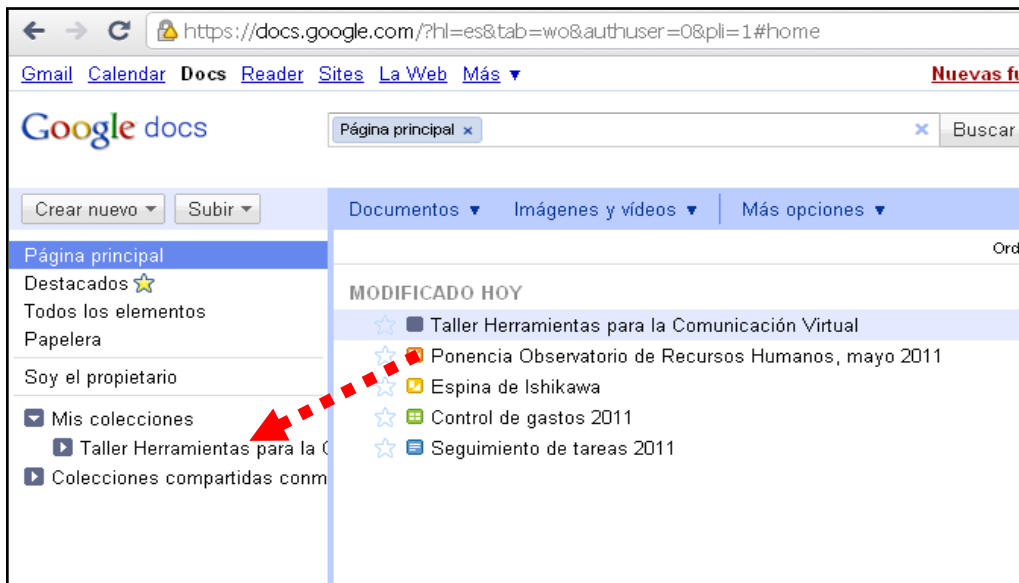 https://docs.google.com/?hl=es&tab=wo&authuser=0&pli=1#home
Gmail Calendar Docs Reader Sites La Web Más ▼ Nuevas
Google docs
Página principal × × Buscar
Crear nuevo Subir
Documentos ▼ Imágenes y vídeos ▼ Más opciones ▼
Página principal
Destacados
Todos los elementos
Papelera
Soy el propietario
Mis colecciones
Taller Herramientas para la
Colecciones compartidas conm
Ord
MODIFICADO HOY
Taller Herramientas para la Comunicación Virtual
Ponencia Observatorio de Recursos Humanos, mayo 2011
Espina de Ishikawa
Control de gastos 2011
Seguimiento de tareas 2011